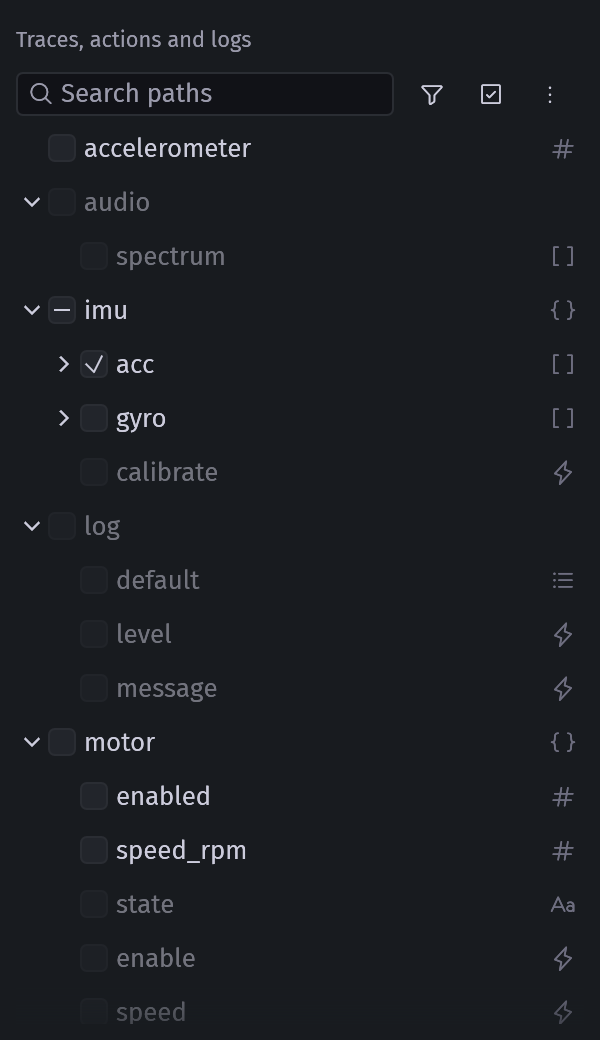 Traces, actions and logs
Search paths
accelerometer #
audio
spectrum [ ]
imu { }
acc [ ]
gyro [ ]
calibrate
log
default
level
message
motor { }
enabled #
speed_rpm #
state Aa
enable
speed